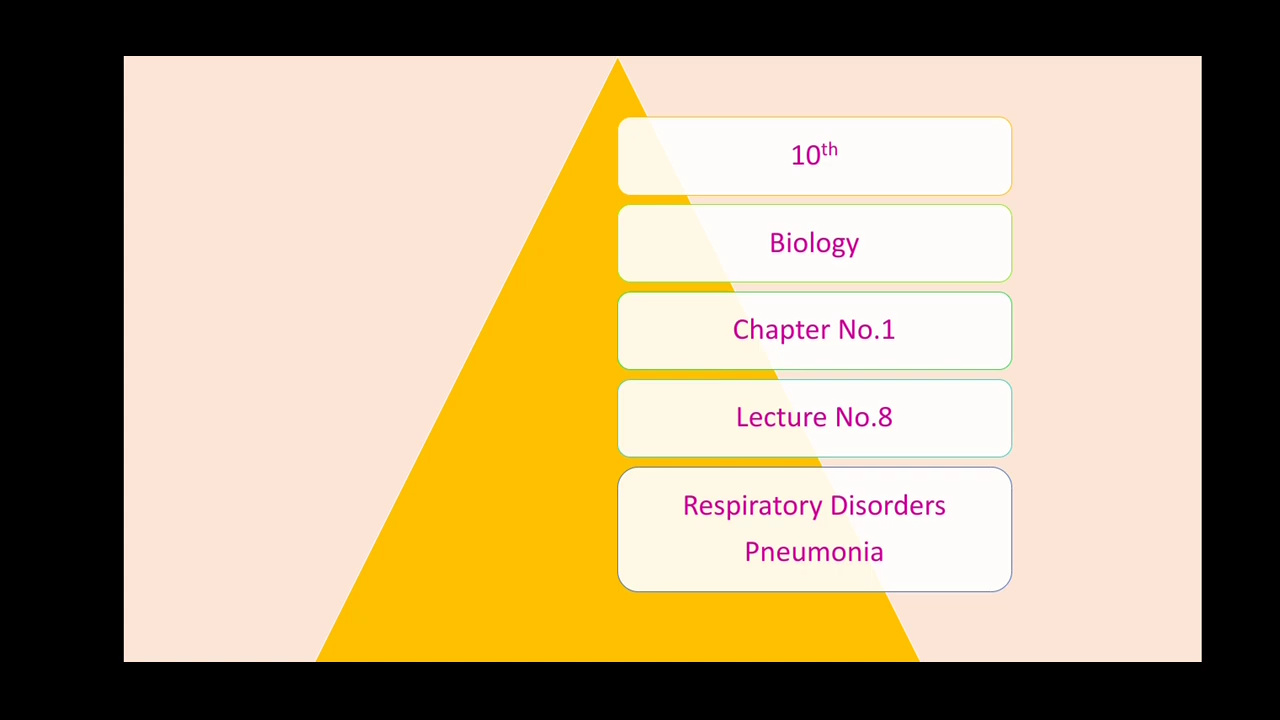 10th
Biology
Chapter No.1
Lecture No.8
Respiratory Disorders
Pneumonia